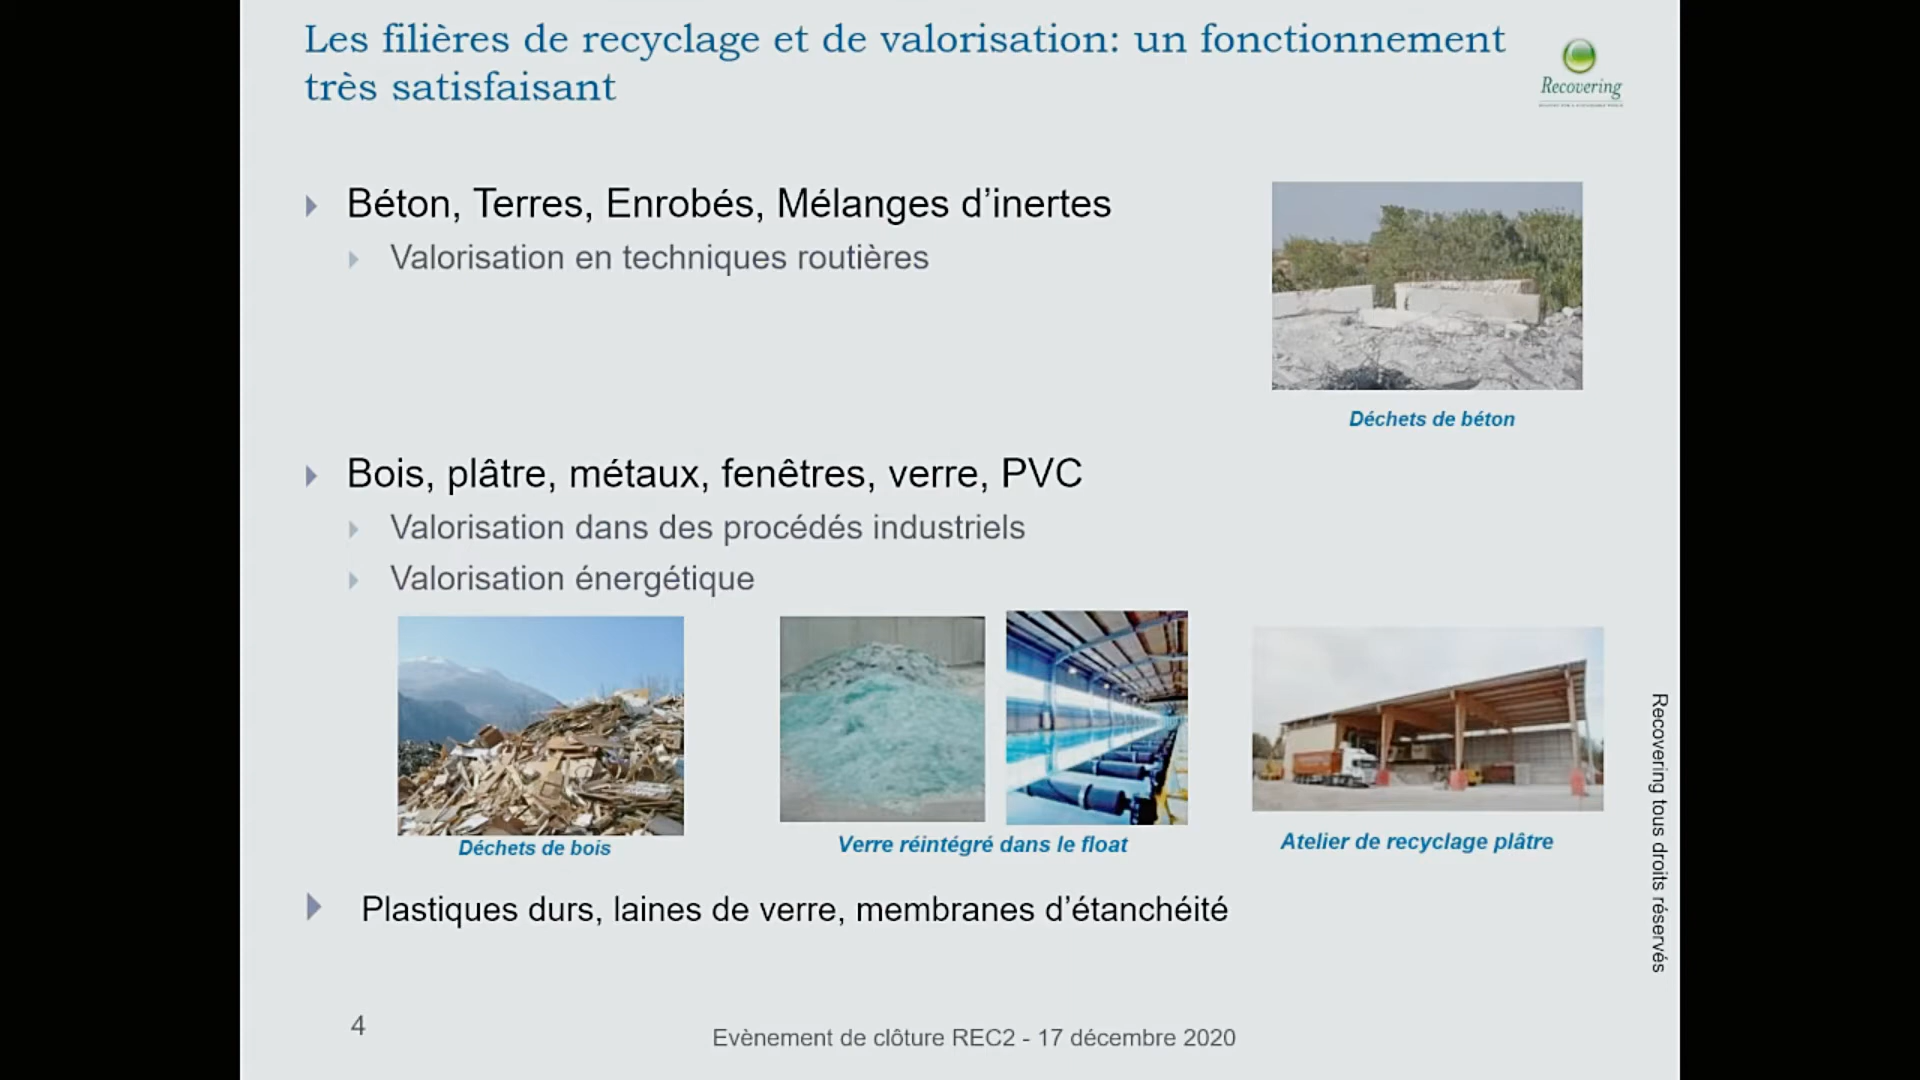 Les filières de recyclage et de valorisation: un fonctionnement
très satisfaisant
Recovering
Béton, Terres, Enrobés, Mélanges d’inertes
Valorisation en techniques routières
Déchets de béton
Bois, plâtre, métaux, fenêtres, verre, PVC
Valorisation dans des procédés industriels
Valorisation énergétique
Déchets de bois
Verre réintégré dans le float
Atelier de recyclage plâtre
Plastiques durs, laines de verre, membranes d’étanchéité
Recovering tous droits réservés
4
Evènement de clôture REC2 - 17 décembre 2020